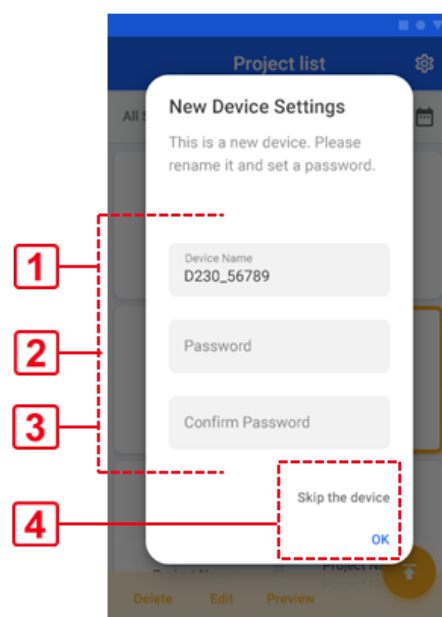 Project list
All S
New Device Settings
This is a new device. Please
rename it and set a password.
1
Device Name
D230_56789
2
Password
3
Confirm Password
4
Skip the device
OK
Delete Edit Preview